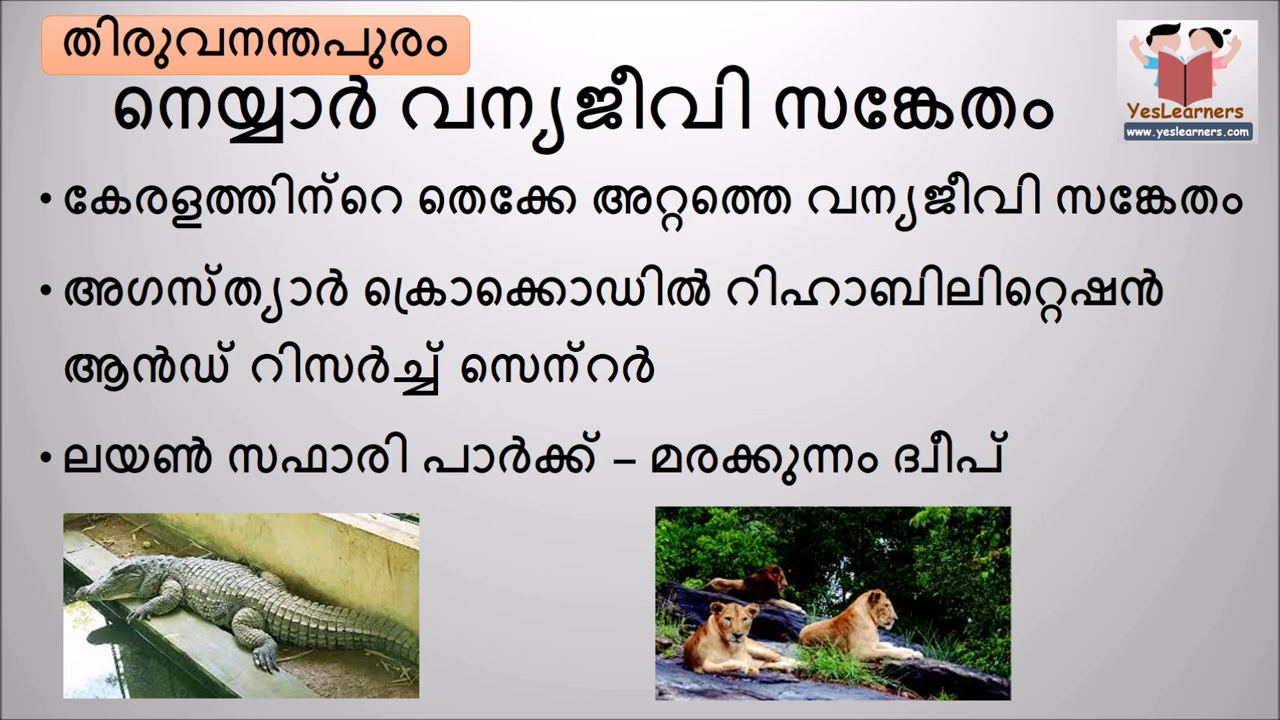 തിരുവനന്തപുരം
നെയ്യാർ വന്യജീവി സങ്കേതം
YesLearners
www.yeslearners.com
• കേരളത്തിന്റെ തെക്കേ അറ്റത്തെ വന്യജീവി സങ്കേതം
• അഗസ്ത്യാർ ക്രൊക്കൊഡിൽ റിഹാബിലിറ്റെഷൻ
ആൻഡ് റിസർച്ച് സെന്റർ
• ലയൺ സഫാരി പാർക്ക് – മരക്കുന്നം ദ്വീപ്